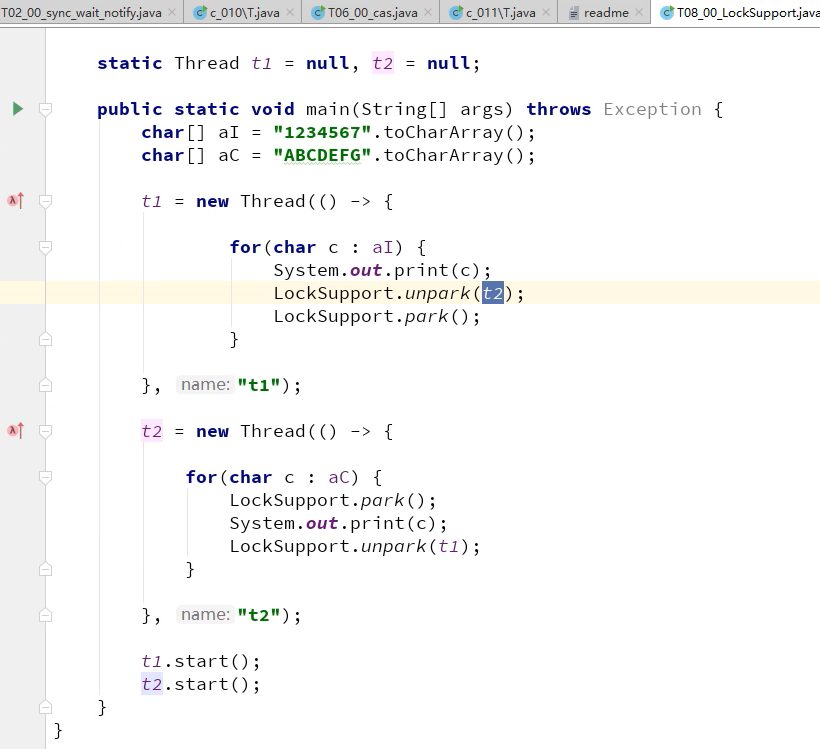 T02_00_sync_wait_notify.java c_010\T.java T06_00_cas.java c_011\T.java readme T08_00_LockSupport.java
static Thread t1 = null, t2 = null;
public static void main(String[] args) throws Exception {
char[] aI = "1234567".toCharArray();
char[] aC = "ABCDEFG".toCharArray();
t1 = new Thread(() -> {
for(char c : aI) {
System.out.print(c);
LockSupport.unpark(t2);
LockSupport.park();
}
}, name: "t1");
t2 = new Thread(() -> {
for(char c : aC) {
LockSupport.park();
System.out.print(c);
LockSupport.unpark(t1);
}
}, name: "t2");
t1.start();
t2.start();
}
}